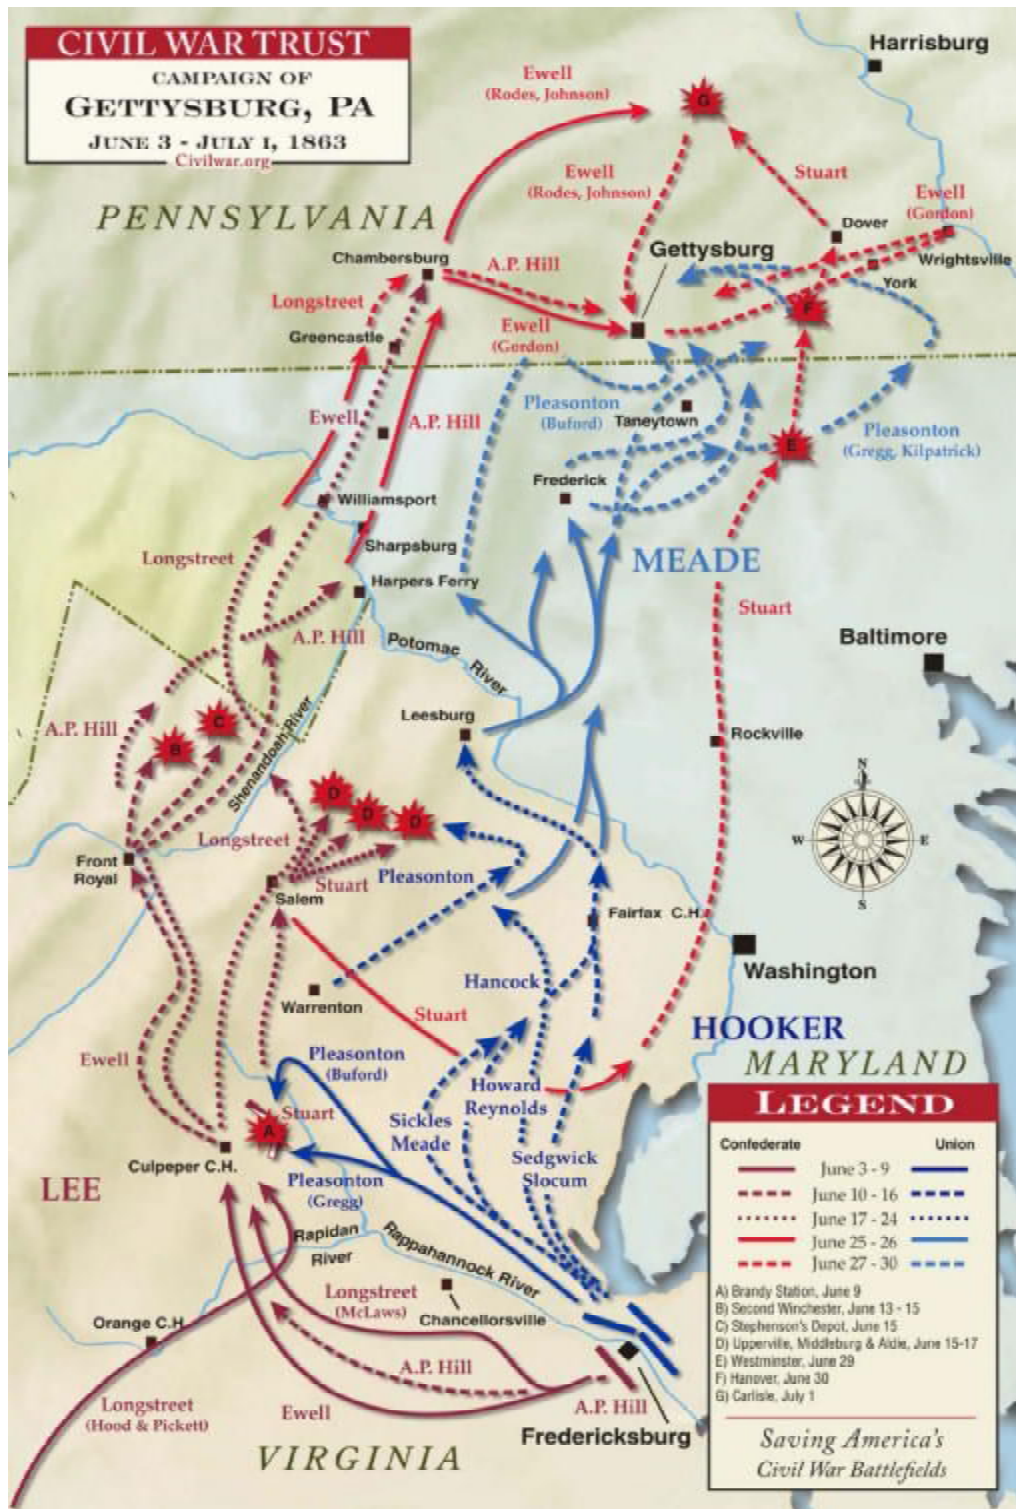 CIVIL WAR TRUST
CAMPAIGN OF
GETTYSBURG, PA
JUNE 3 - JULY 1, 1863
Civilwar.org
Harrisburg
Ewell
(Rodes, Johnson)
G
Ewell
(Rodes, Johnson)
Stuart
Ewell
(Gordon)
PENNSYLVANIA
Dover
Gettysburg
Wrightsville
Chambersburg
A.P. Hill
York
Longstreet
F
Greencastle
Ewell
(Gordon)
Ewell
A.P. Hill
Pleasonton
(Buford)
Taneytown
Pleasonton
(Gregg, Kilpatrick)
E
Frederick
Williamsport
Sharpsburg
Longstreet
MEADE
Harpers Ferry
Stuart
A.P. Hill
Potomac
River
Baltimore
A.P. Hill
Leesburg
C
B
Shenandoah River
Rockville
N
W
E
S
D
D
D
Longstreet
Front
Royal
Pleasonton
Stuart
Salem
Fairfax C.H.
Washington
Hancock
Warrenton
Stuart
HOOKER
MARYLAND
Ewell
Pleasonton
(Buford)
Howard
Reynolds
Stuart
A
Sickles
Meade
Sedgwick
Slocum
Culpeper C.H.
LEE
Pleasonton
(Gregg)
Rapidan
River
Rappahannock River
Longstreet
(McLaws)
Chancellorsville
Orange C.H.
A.P. Hill
Longstreet
(Hood & Pickett)
Ewell
A.P. Hill
Fredericksburg
VIRGINIA
LEGEND
Confederate Union
June 3 - 9
June 10 - 16
June 17 - 24
June 25 - 26
June 27 - 30
A) Brandy Station, June 9
B) Second Winchester, June 13 - 15
C) Stephenson's Depot, June 15
D) Upperville, Middleburg & Aldie, June 15-17
E) Westminster, June 29
F) Hanover, June 30
G) Carlisle, July 1
Saving America's
Civil War Battlefields